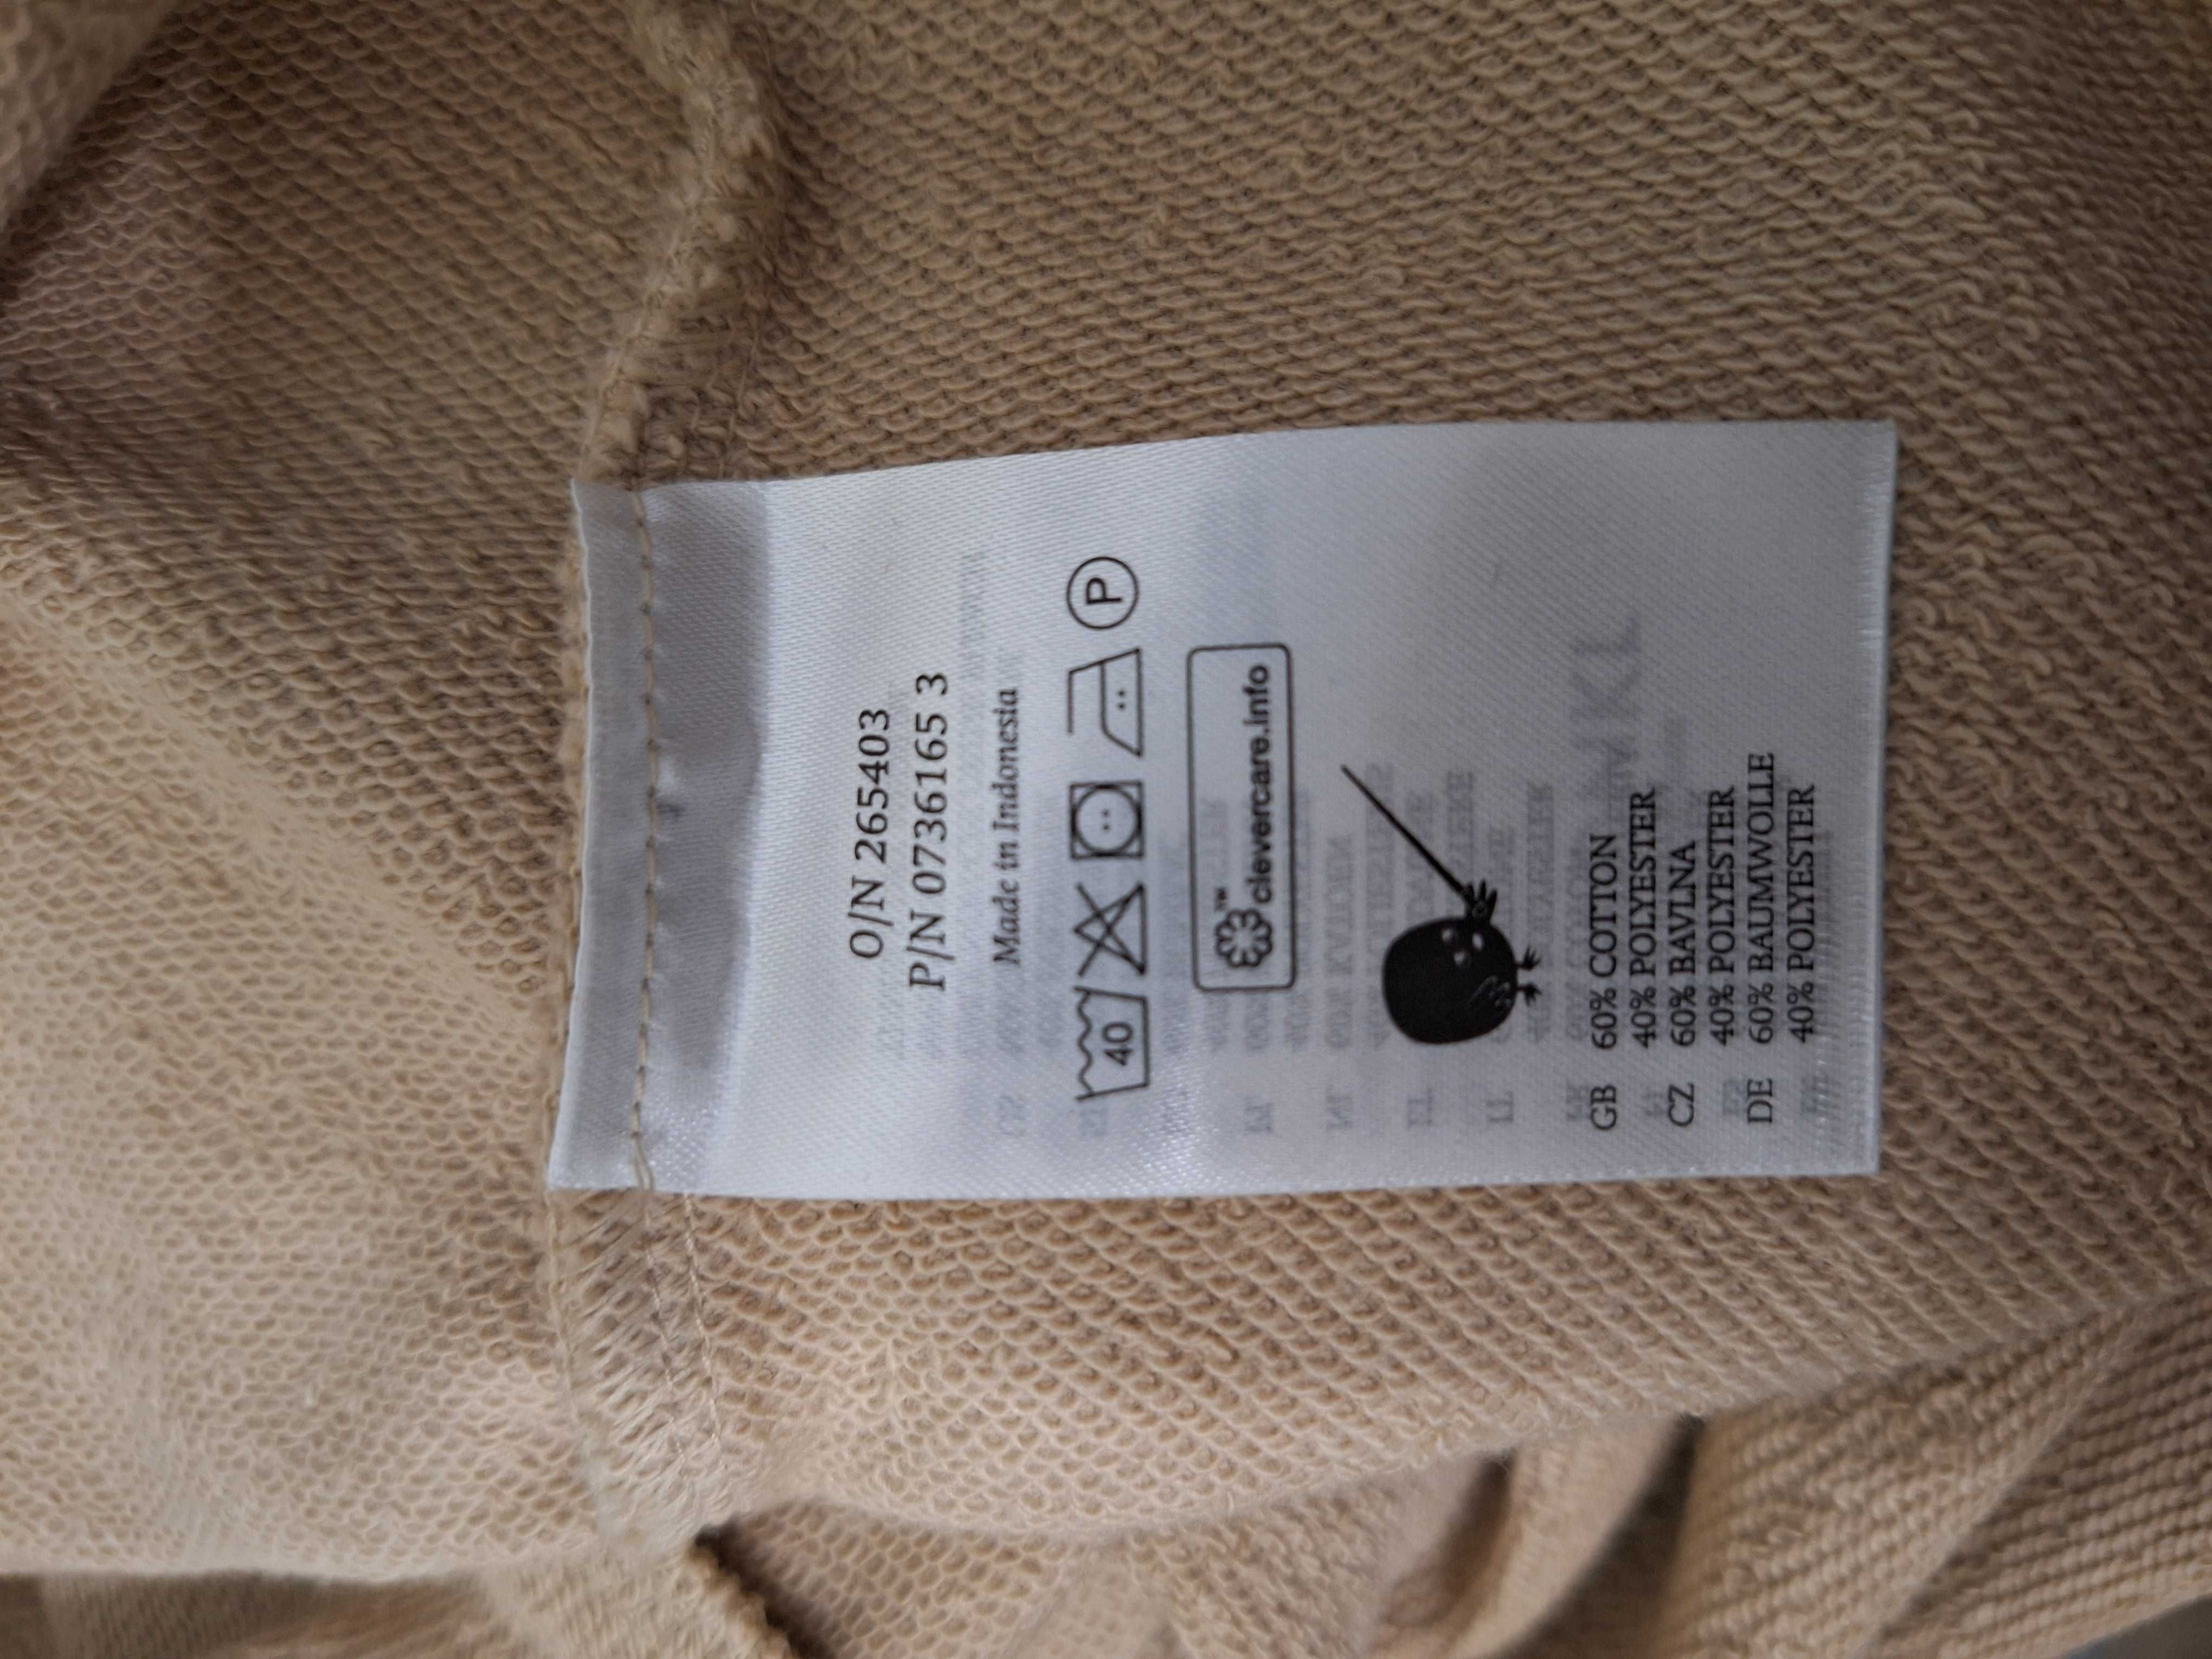 O/N 265403
P/N 0736165 3
Made in Indonesia
40
P
clevercare.info™
GB 60% COTTON
40% POLYESTER
CZ 60% BAVLNA
40% POLYESTER
DE 60% BAUMWOLLE
40% POLYESTER